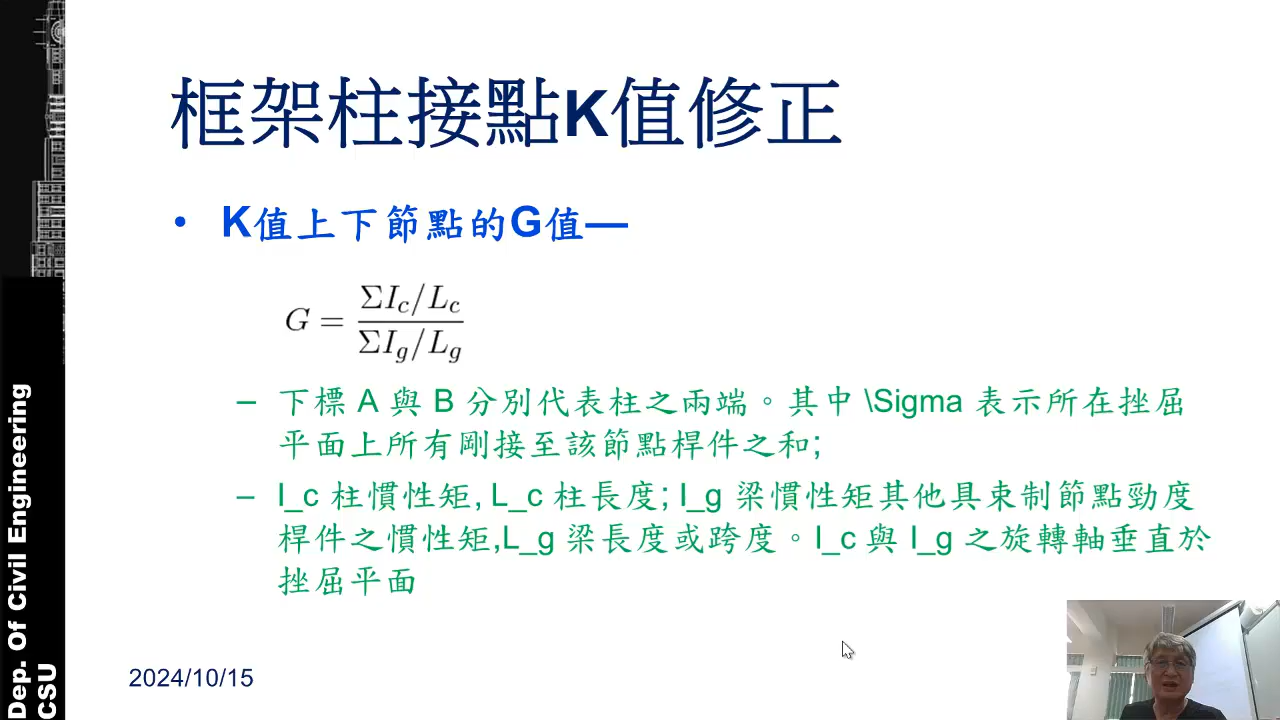 框架柱接點K值修正
• K值上下節點的G值—
G = ΣI_c/L_c / ΣI_g/L_g
– 下標 A 與 B 分別代表柱之兩端。其中 \Sigma 表示所在挫屈
平面上所有剛接至該節點桿件之和;
– I_c 柱慣性矩, L_c 柱長度; I_g 梁慣性矩其他具束制節點勁度
桿件之慣性矩,L_g 梁長度或跨度。I_c 與 I_g 之旋轉軸垂直於
挫屈平面
2024/10/15
Dep. Of Civil Engineering
CSU